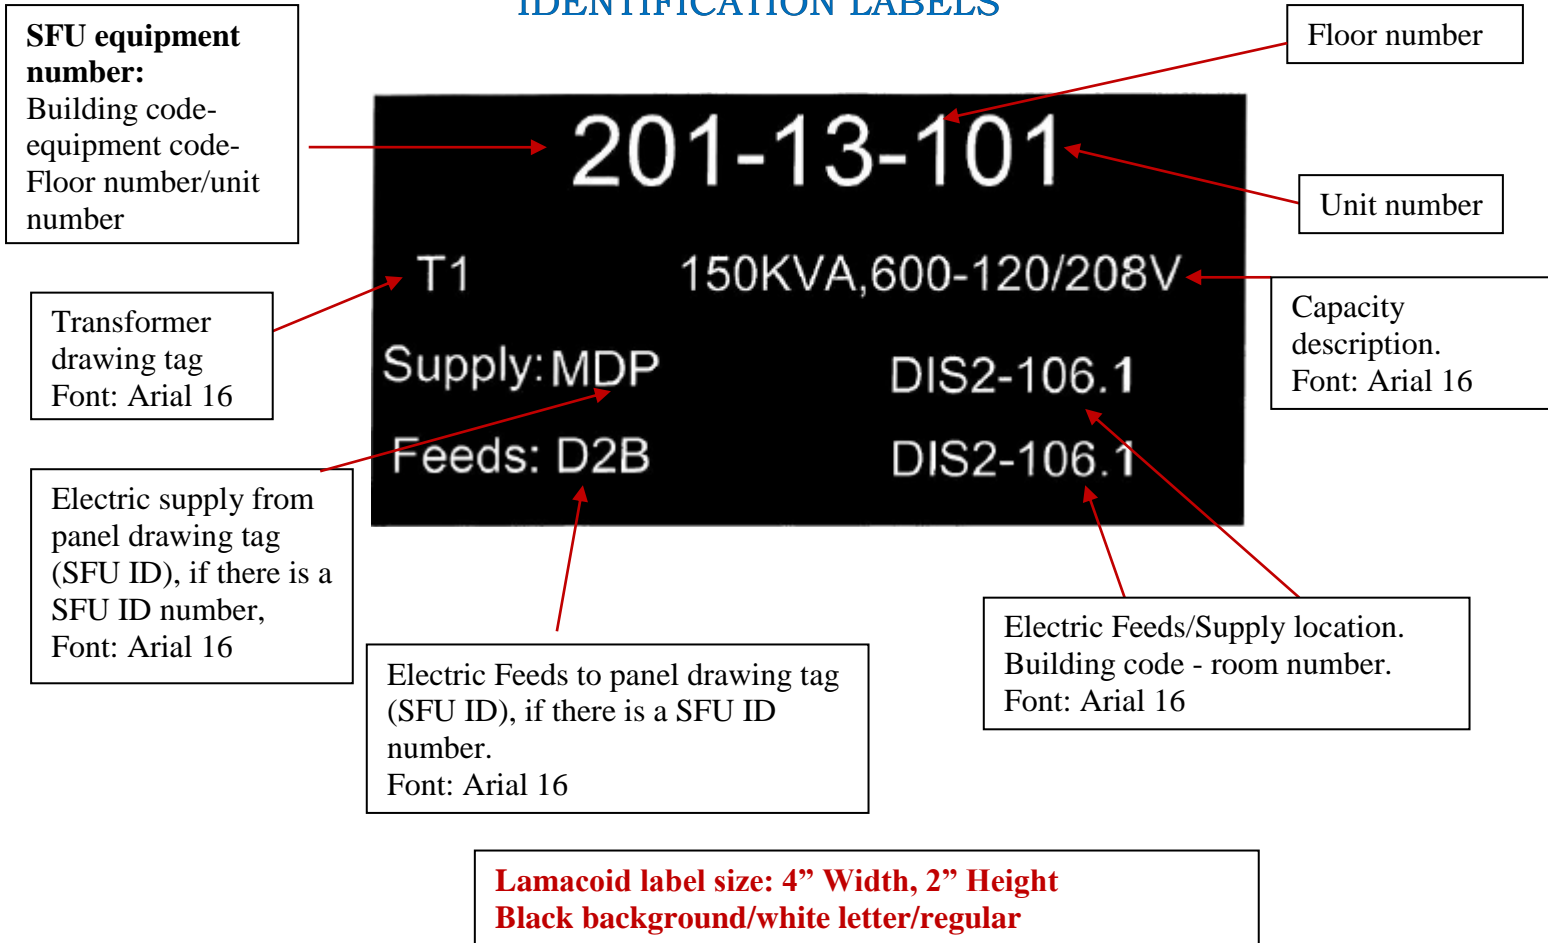 IDENTIFICATION LABELS
SFU equipment
number:
Building code-
equipment code-
Floor number/unit
number
Floor number
201-13-101
Unit number
T1 150KVA,600-120/208V
Transformer
drawing tag
Font: Arial 16
Capacity
description.
Font: Arial 16
Supply: MDP DIS2-106.1
Feeds: D2B DIS2-106.1
Electric supply from
panel drawing tag
(SFU ID), if there is a
SFU ID number,
Font: Arial 16
Electric Feeds to panel drawing tag
(SFU ID), if there is a SFU ID
number.
Font: Arial 16
Electric Feeds/Supply location.
Building code - room number.
Font: Arial 16
Lamacoid label size: 4” Width, 2” Height
Black background/white letter/regular